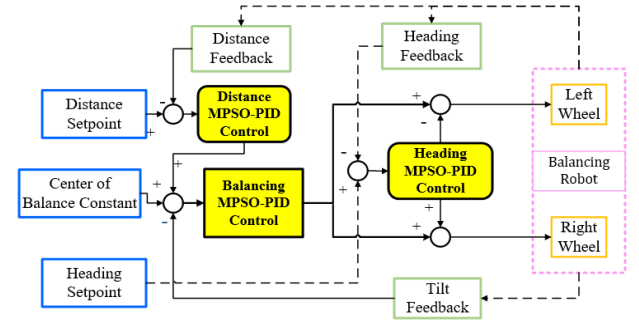 Distance
Feedback
Heading
Feedback
Distance
Setpoint
-
+
Distance
MPSO-PID
Control
+
-
Left
Wheel
Center of
Balance Constant
+
+
-
Balancing
MPSO-PID
Control
-
+
Heading
MPSO-PID
Control
Balancing
Robot
+
+
Right
Wheel
Heading
Setpoint
Tilt
Feedback